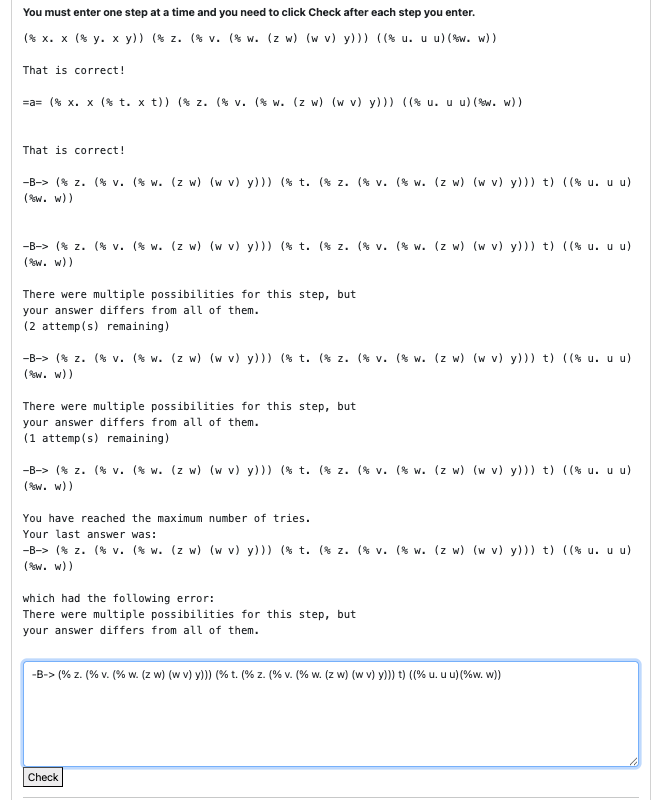 You must enter one step at a time and you need to click Check after each step you enter.
(% x. x (% y. x y)) (% z. (% v. (% w. (z w) (w v) y))) ((% u. u u)(%w. w))
That is correct!
=a= (% x. x (% t. x t)) (% z. (% v. (% w. (z w) (w v) y))) ((% u. u u)(%w. w))
That is correct!
-B-> (% z. (% v. (% w. (z w) (w v) y))) (% t. (% z. (% v. (% w. (z w) (w v) y))) t) ((% u. u u)
(%w. w))
-B-> (% z. (% v. (% w. (z w) (w v) y))) (% t. (% z. (% v. (% w. (z w) (w v) y))) t) ((% u. u u)
(%w. w))
There were multiple possibilities for this step, but
your answer differs from all of them.
(2 attemp(s) remaining)
-B-> (% z. (% v. (% w. (z w) (w v) y))) (% t. (% z. (% v. (% w. (z w) (w v) y))) t) ((% u. u u)
(%w. w))
There were multiple possibilities for this step, but
your answer differs from all of them.
(1 attemp(s) remaining)
-B-> (% z. (% v. (% w. (z w) (w v) y))) (% t. (% z. (% v. (% w. (z w) (w v) y))) t) ((% u. u u)
(%w. w))
You have reached the maximum number of tries.
Your last answer was:
-B-> (% z. (% v. (% w. (z w) (w v) y))) (% t. (% z. (% v. (% w. (z w) (w v) y))) t) ((% u. u u)
(%w. w))
which had the following error:
There were multiple possibilities for this step, but
your answer differs from all of them.
-B-> (% z. (% v. (% w. (z w) (w v) y))) (% t. (% z. (% v. (% w. (z w) (w v) y))) t) ((% u. u u)(%w. w))
Check